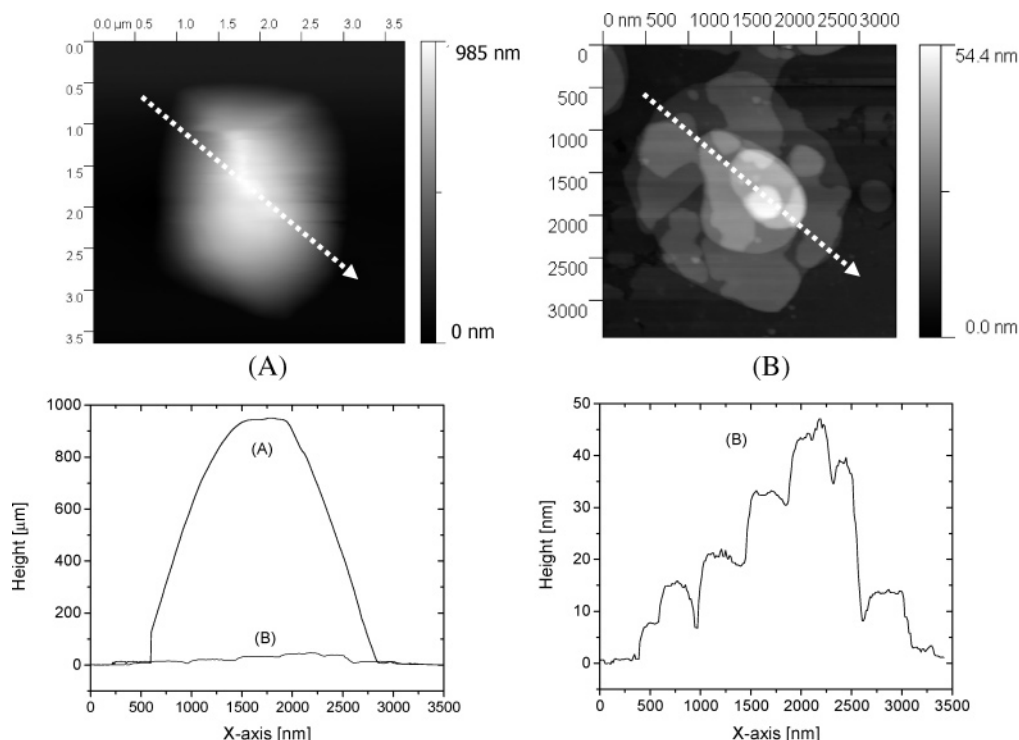 0.0 μm 0.5 1.0 1.5 2.0 2.5 3.0 3.5
0.0
0.5
1.0
1.5
2.0
2.5
3.0
3.5
985 nm
0 nm
(A)
0 nm 500 1000 1500 2000 2500 3000
0
500
1000
1500
2000
2500
3000
54.4 nm
0.0 nm
(B)
1000
800
600
400
200
0
Height [μm]
(A)
(B)
0 500 1000 1500 2000 2500 3000 3500
X-axis [nm]
50
40
30
20
10
0
Height [nm]
(B)
0 500 1000 1500 2000 2500 3000 3500
X-axis [nm]